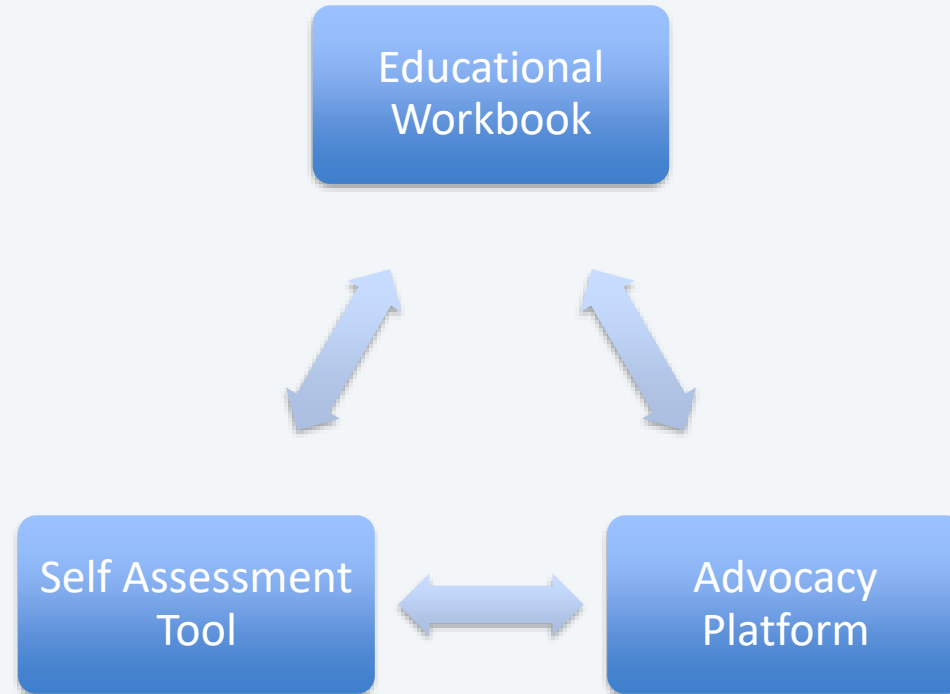 Educational
Workbook
Self Assessment
Tool
Advocacy
Platform